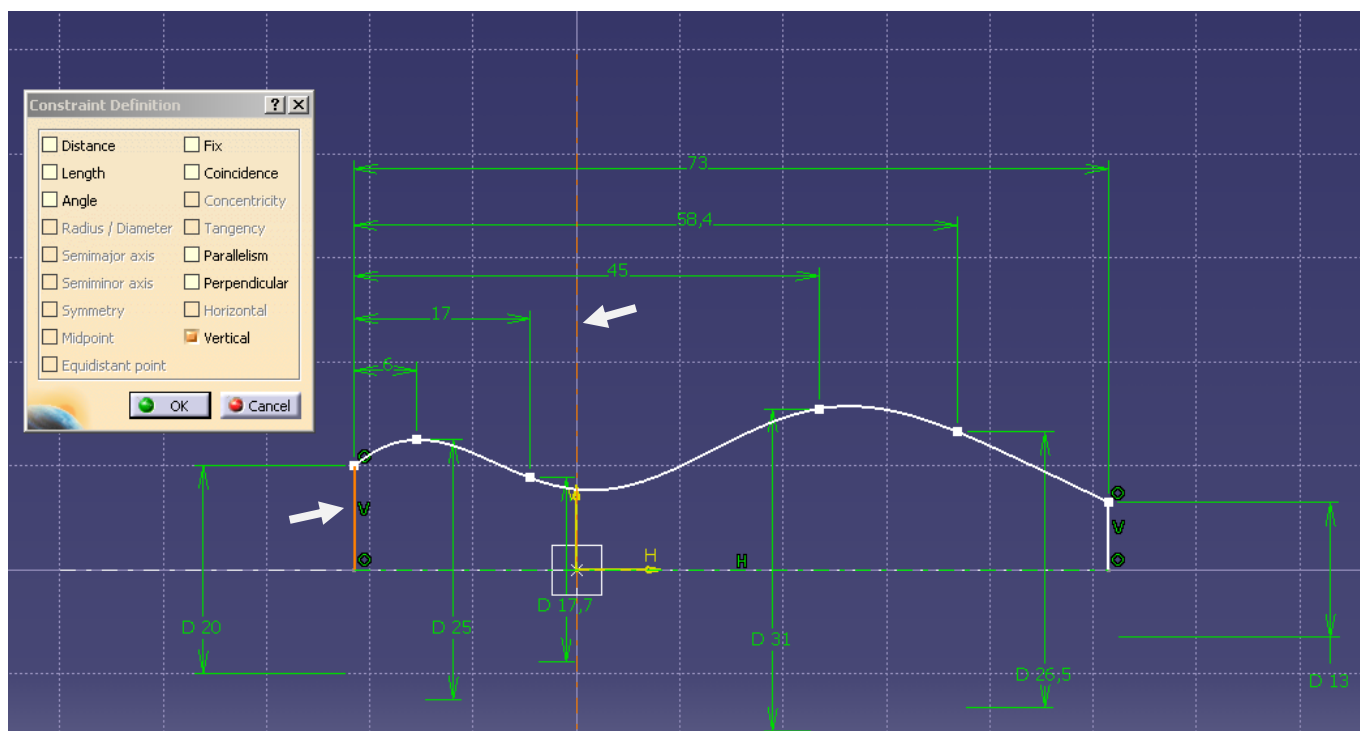 Constraint Definition
? X
Distance
Fix
Length
Coincidence
Angle
Concentricity
Radius / Diameter
Tangency
Semimajor axis
Parallelism
Semiminor axis
Perpendicular
Symmetry
Horizontal
Midpoint
Vertical
Equidistant point
OK
Cancel
73
58,4
45
17
6
V
V
V
H
H
D 17,7
D 20
D 25
D 31
D 26,5
D 13